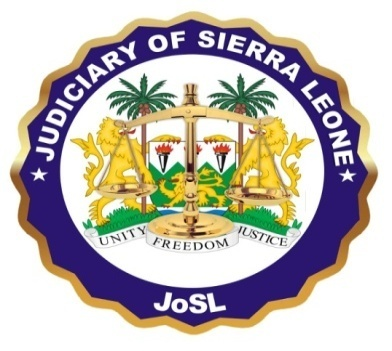 JUDICIARY OF SIERRA LEONE
UNITY FREEDOM JUSTICE
JoSL